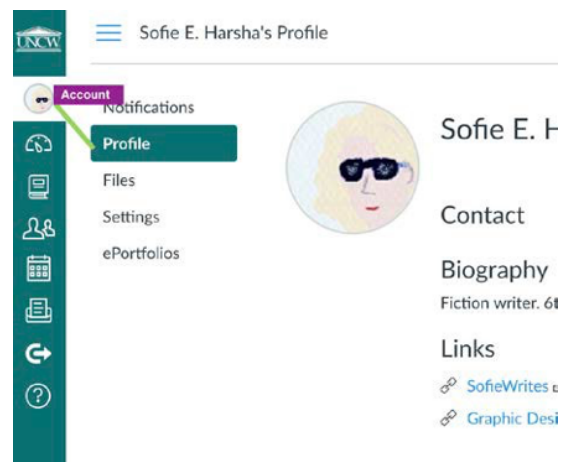 UNCW
Sofie E. Harsha's Profile
Account
Notifications
Profile
Files
Settings
ePortfolios
Sofie E. H
Contact
Biography
Fiction writer. 6t
Links
SofieWrites
Graphic Desi